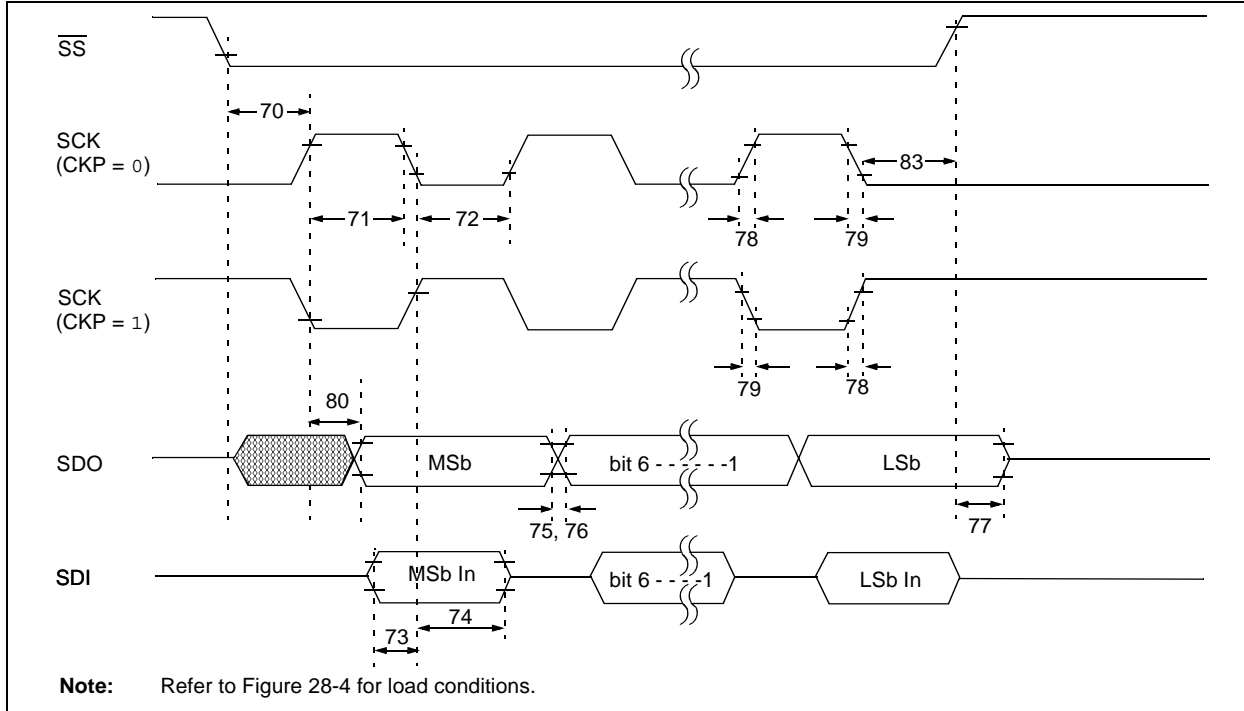 SS
70
SCK
(CKP = 0)
83
71
72
78
79
SCK
(CKP = 1)
79
78
80
SDO
MSb
bit 6 - - - - - -1
LSb
75, 76
77
SDI
MSb In
bit 6 - - - -1
LSb In
74
73
Note: Refer to Figure 28-4 for load conditions.